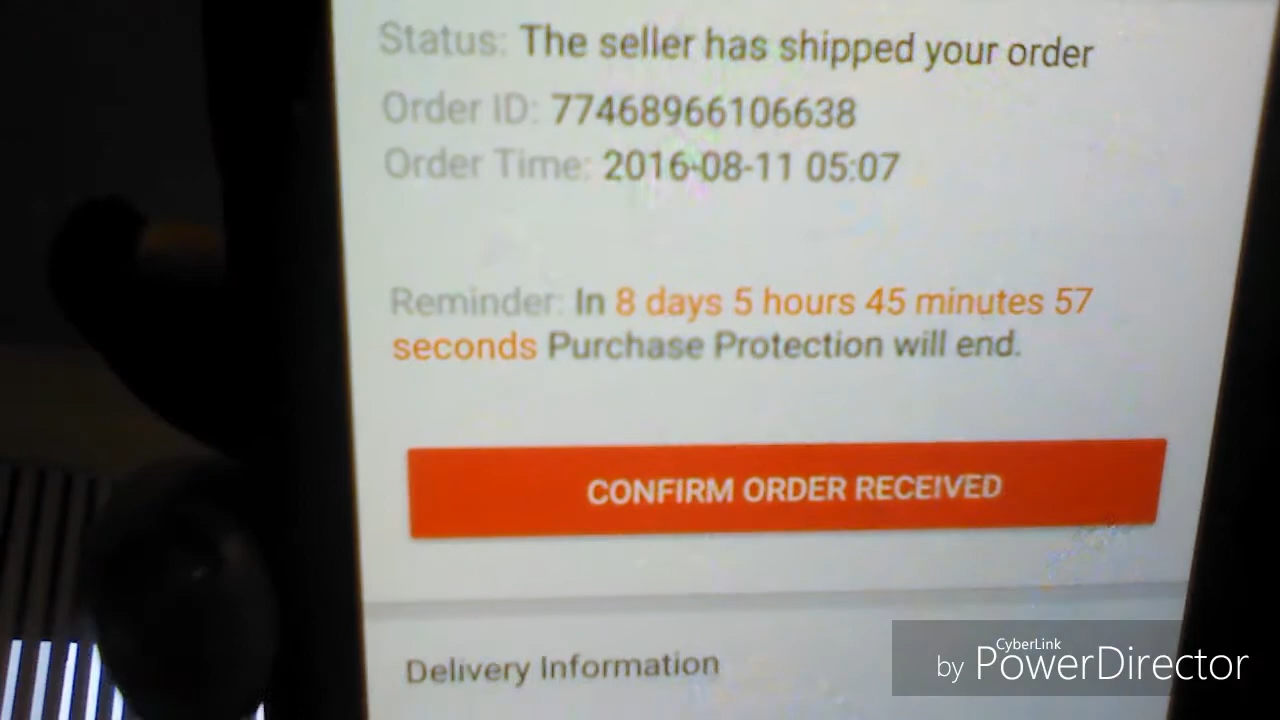 Status: The seller has shipped your order
Order ID: 77468966106638
Order Time: 2016-08-11 05:07
Reminder: In 8 days 5 hours 45 minutes 57
seconds Purchase Protection will end.
CONFIRM ORDER RECEIVED
Delivery Information
CyberLink
by PowerDirector